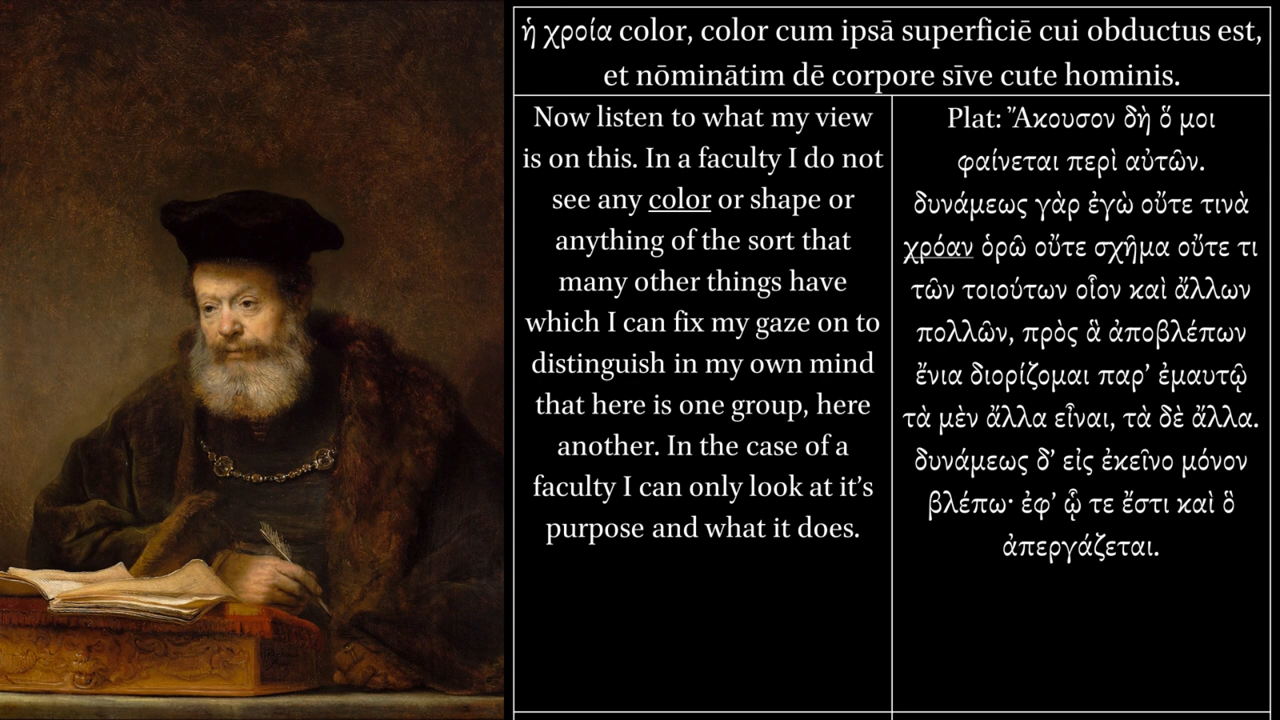 ἡ χροία color, color cum ipsā superficiē cui obductus est,
et nōminātim dē corpore sīve cute hominis.
Now listen to what my view
is on this. In a faculty I do not
see any color or shape or
anything of the sort that
many other things have
which I can fix my gaze on to
distinguish in my own mind
that here is one group, here
another. In the case of a
faculty I can only look at it’s
purpose and what it does.
Plat: Ἄκουσον δὴ ὅ μοι
φαίνεται περὶ αὐτῶν.
δυνάμεως γὰρ ἐγὼ οὔτε τινὰ
χρόαν ὁρῶ οὔτε σχῆμα οὔτε τι
τῶν τοιούτων οἷον καὶ ἄλλων
πολλῶν, πρὸς ἃ ἀποβλέπων
ἔνια διορίζομαι παρ’ ἐμαυτῷ
τὰ μὲν ἄλλα εἶναι, τὰ δὲ ἄλλα.
δυνάμεως δ’ εἰς ἐκεῖνο μόνον
βλέπω· ἐφ’ ᾧ τε ἔστι καὶ ὃ
ἀπεργάζεται.